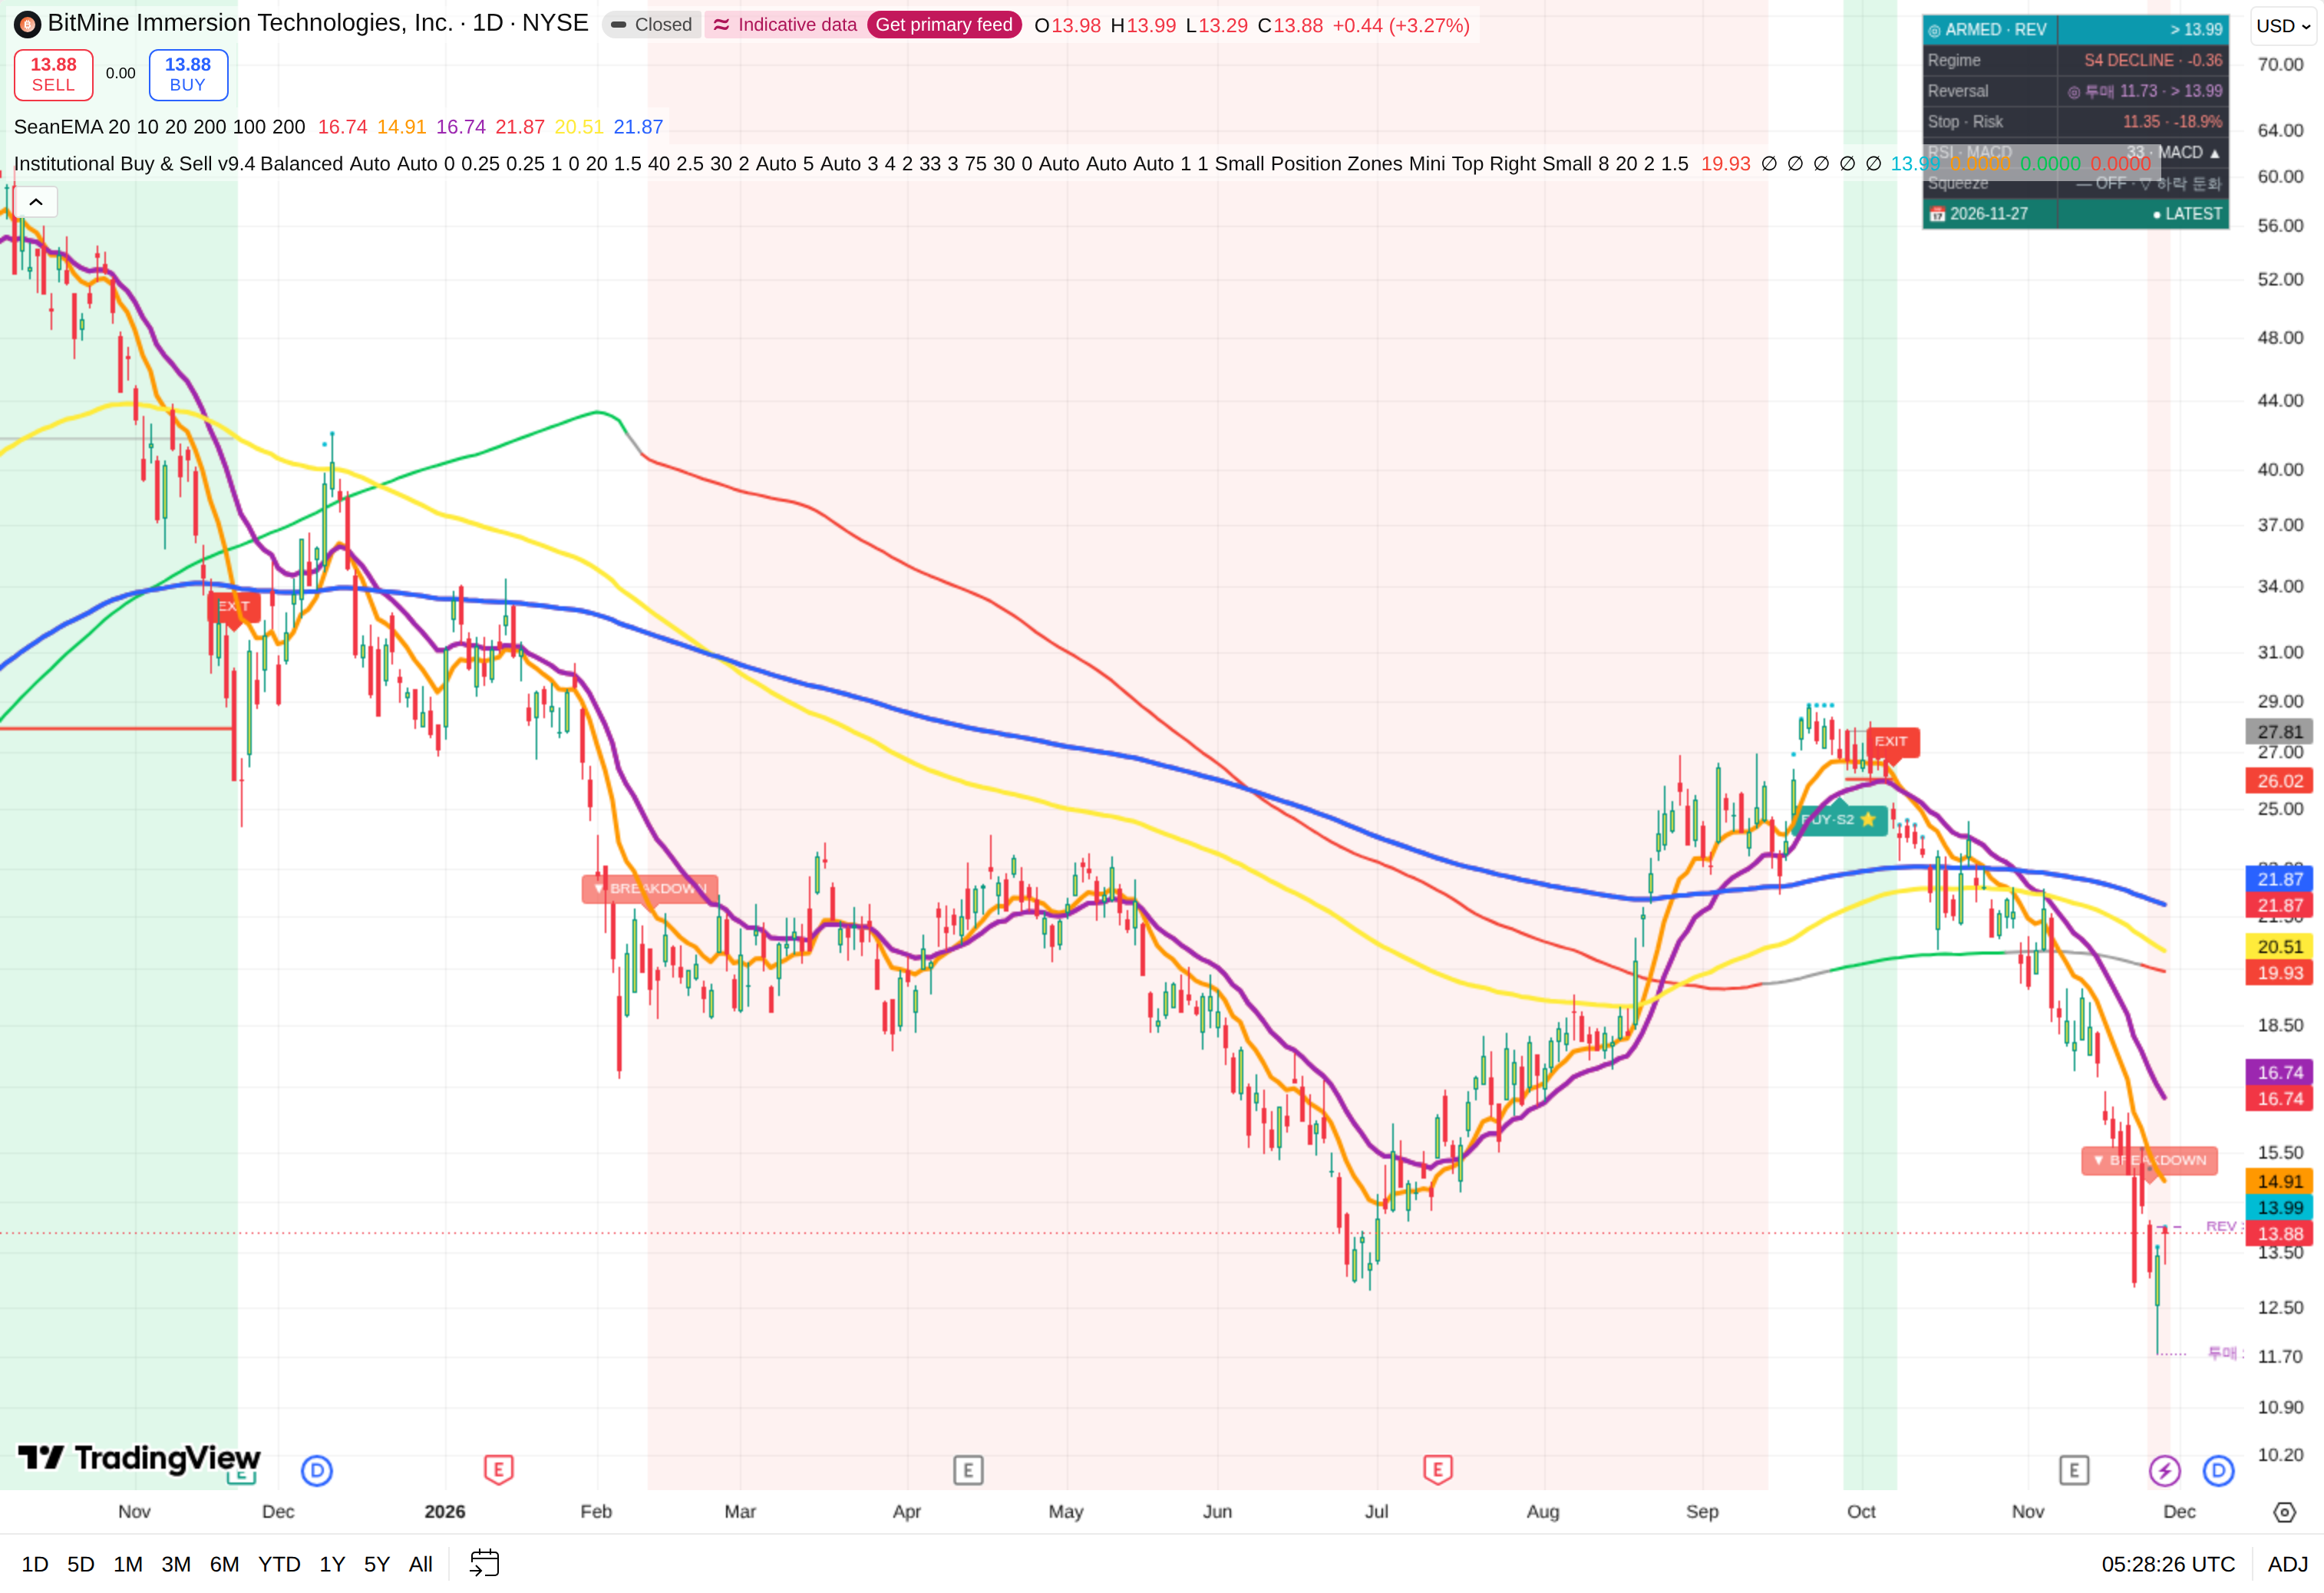 BitMine Immersion Technologies, Inc. · 1D · NYSE Closed Indicative data Get primary feed O13.98 H13.99 L13.29 C13.88 +0.44 (+3.27%)
13.88 SELL 0.00 13.88 BUY
SeanEMA 20 10 20 200 100 200 16.74 14.91 16.74 21.87 20.51 21.87
Institutional Buy & Sell v9.4 Balanced Auto Auto 0 0.25 0.25 1 0 20 1.5 40 2.5 30 2 Auto 5 Auto 3 4 2 33 3 75 30 0 Auto Auto Auto 1 1 Small Position Zones Mini Top Right Small 8 20 2 1.5 19.93 ∅ ∅ ∅ ∅ ∅ 13.99 0.0000 0.0000 0.0000
◎ ARMED · REV > 13.99
Regime S4 DECLINE · -0.36
Reversal ◎ 투매 11.73 · > 13.99
Stop · Risk 11.35 · -18.9%
RSI · MACD 33 · MACD ▲
Squeeze — OFF · ▽ 하락 둔화
2026-11-27 ● LATEST
USD
70.00
64.00
60.00
56.00
52.00
48.00
44.00
40.00
37.00
34.00
31.00
29.00
27.81
27.00
26.02
25.00
21.87
21.87
20.51
19.93
18.50
16.74
16.74
15.50
14.91
13.99
13.88
13.50
12.50
11.70
10.90
10.20
EXIT
▼ BREAKDOWN
EXIT
BUY·S2 ⭐
▼ BREAKDOWN
REV :
투매 :
TradingView
E D E E E E D
Nov Dec 2026 Feb Mar Apr May Jun Jul Aug Sep Oct Nov Dec
1D 5D 1M 3M 6M YTD 1Y 5Y All 05:28:26 UTC ADJ